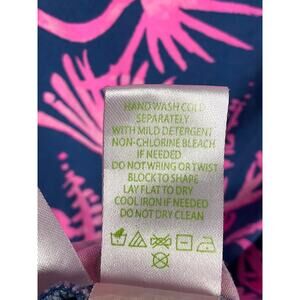 HAND WASH COLD
SEPARATELY
WITH MILD DETERGENT
NON-CHLORINE BLEACH
IF NEEDED
DO NOT WRING OR TWIST
BLOCK TO SHAPE
LAY FLAT TO DRY
COOL IRON IF NEEDED
DO NOT DRY CLEAN